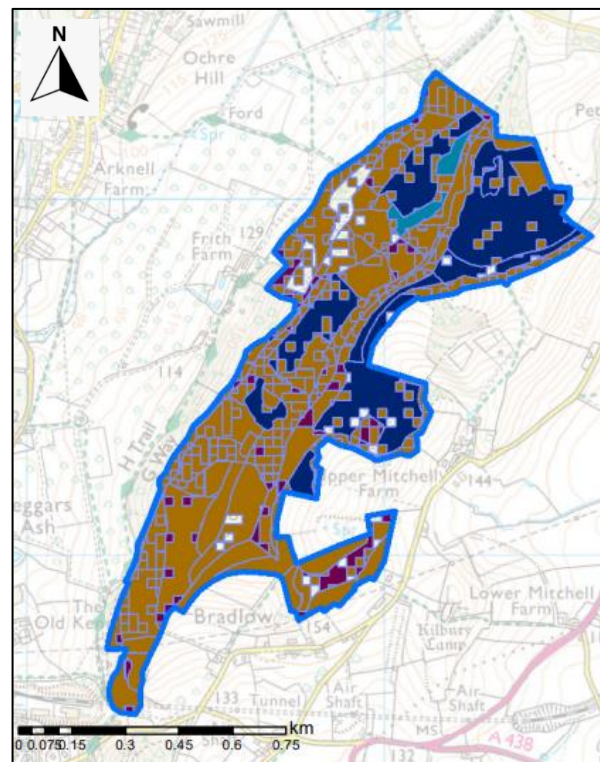 N
Sawmill
72
Ochre
Hill
Ford
Spr
Pet
Arknell
Farm
129
Frith
Farm
114
H Trail
G Way
pper Mitchell
Farm
144
eggars
Ash
Spr
The
Old Ke
Bradlow
154
Lower Mitchell
Farm
Kilbury
Camp
133 Tunnel
Air
Shaft
Air
Shaft
MS
A 438
132
km
0 0.075 0.15 0.3 0.45 0.6 0.75